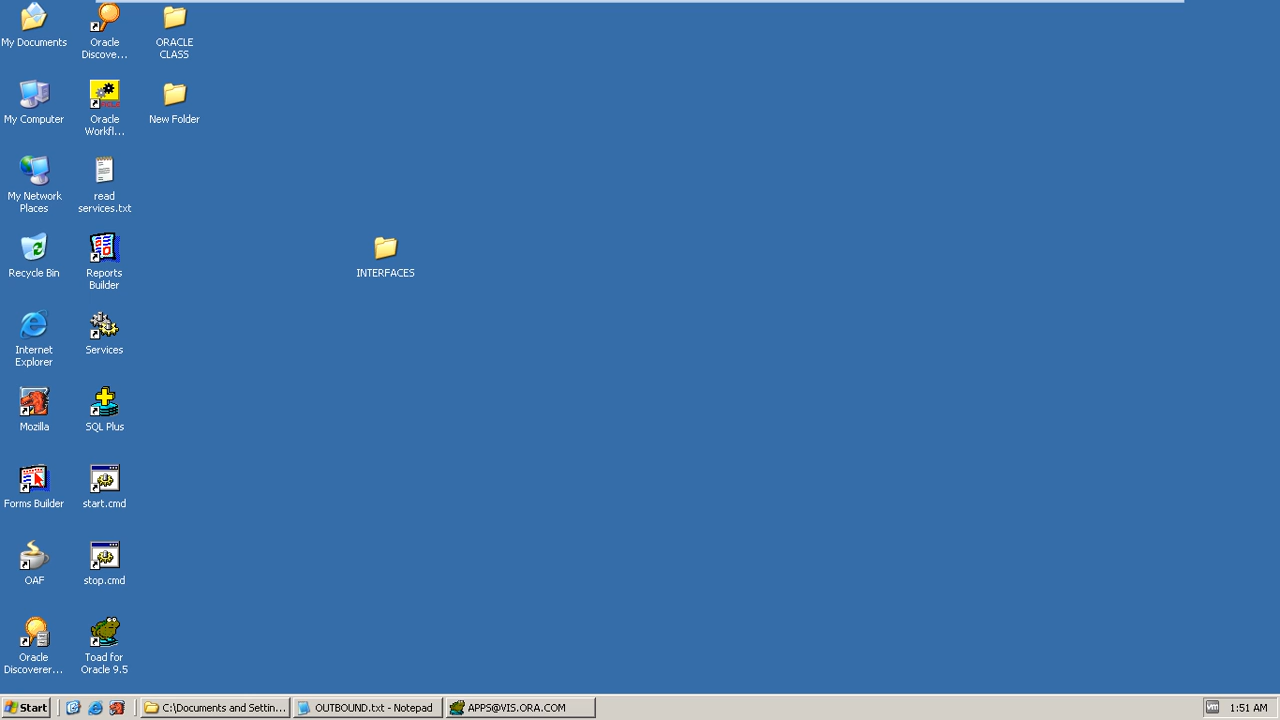 My Documents
Oracle
Discove...
ORACLE
CLASS
My Computer
Oracle
Workfl...
New Folder
My Network
Places
read
services.txt
Recycle Bin
Reports
Builder
INTERFACES
Internet
Explorer
Services
Mozilla
SQL Plus
Forms Builder
start.cmd
OAF
stop.cmd
Oracle
Discoverer...
Toad for
Oracle 9.5
Start
C:\Documents and Settin...
OUTBOUND.txt - Notepad
APPS@VIS.ORA.COM
1:51 AM